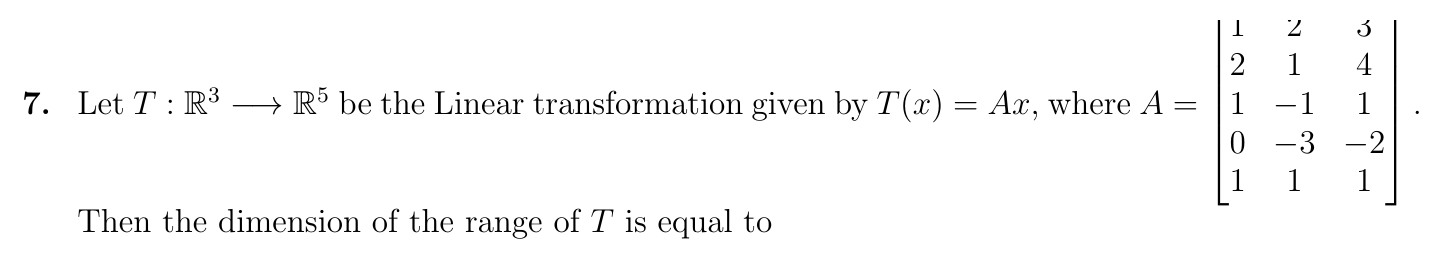 7. Let T : ℝ³ ⟶ ℝ⁵ be the Linear transformation given by T(x) = Ax, where A = [1 2 3; 2 1 4; 1 −1 1; 0 −3 −2; 1 1 1].
Then the dimension of the range of T is equal to